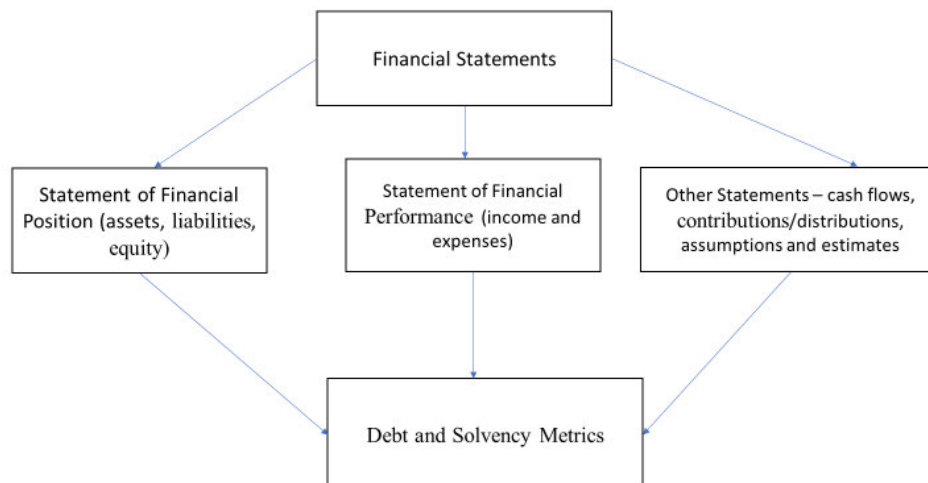 Financial Statements
Statement of Financial
Position (assets, liabilities,
equity)
Statement of Financial
Performance (income and
expenses)
Other Statements – cash flows,
contributions/distributions,
assumptions and estimates
Debt and Solvency Metrics